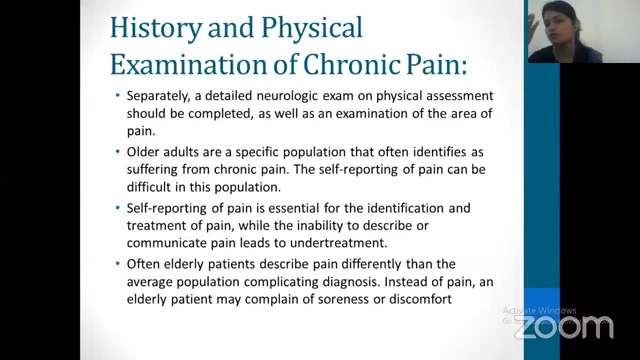 History and Physical
Examination of Chronic Pain:
• Separately, a detailed neurologic exam on physical assessment
should be completed, as well as an examination of the area of
pain.
• Older adults are a specific population that often identifies as
suffering from chronic pain. The self-reporting of pain can be
difficult in this population.
• Self-reporting of pain is essential for the identification and
treatment of pain, while the inability to describe or
communicate pain leads to undertreatment.
• Often elderly patients describe pain differently than the
average population complicating diagnosis. Instead of pain, an
elderly patient may complain of soreness or discomfort
Activate Windows
zoom